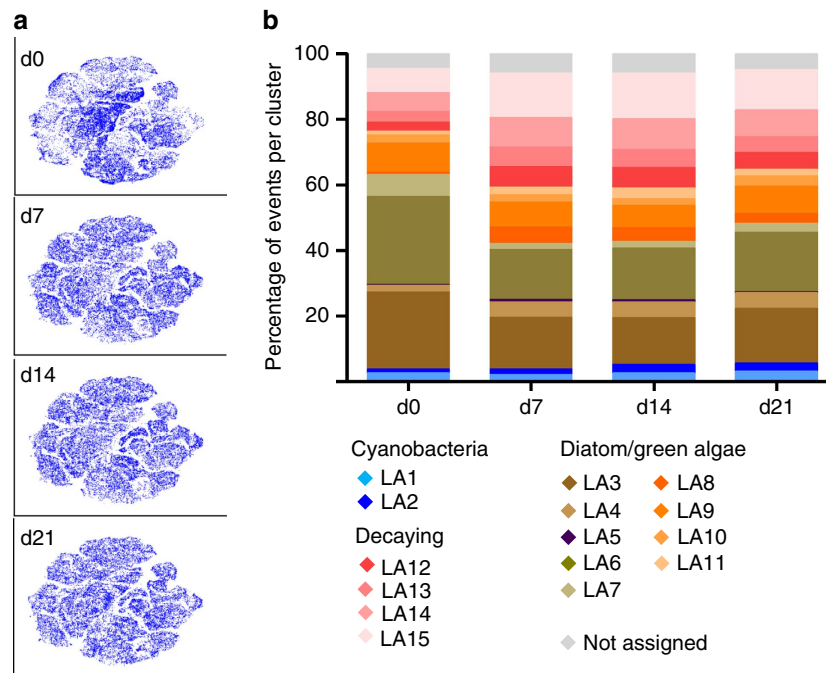 a
d0
d7
d14
d21
b
Percentage of events per cluster
100
80
60
40
20
d0 d7 d14 d21
Cyanobacteria
LA1
LA2
Decaying
LA12
LA13
LA14
LA15
Diatom/green algae
LA3 LA8
LA4 LA9
LA5 LA10
LA6 LA11
LA7
Not assigned